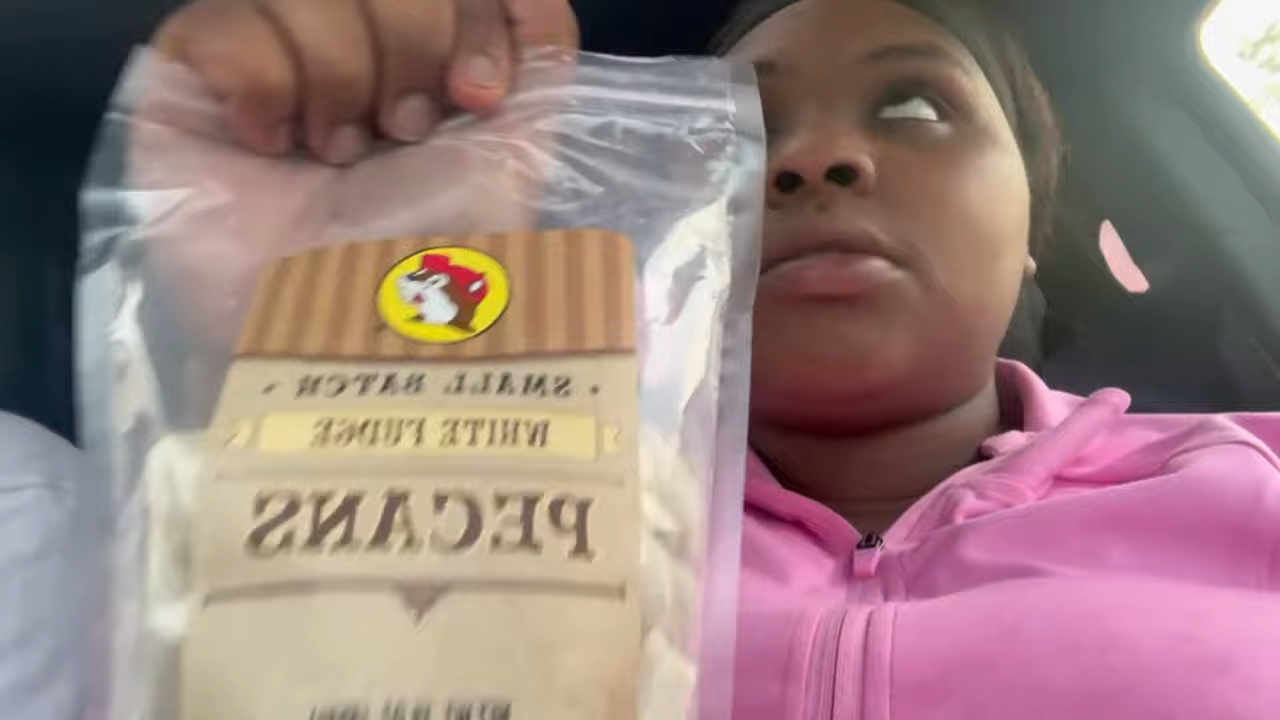 • SMALL BATCH •
WHITE FUDGE
PECANS